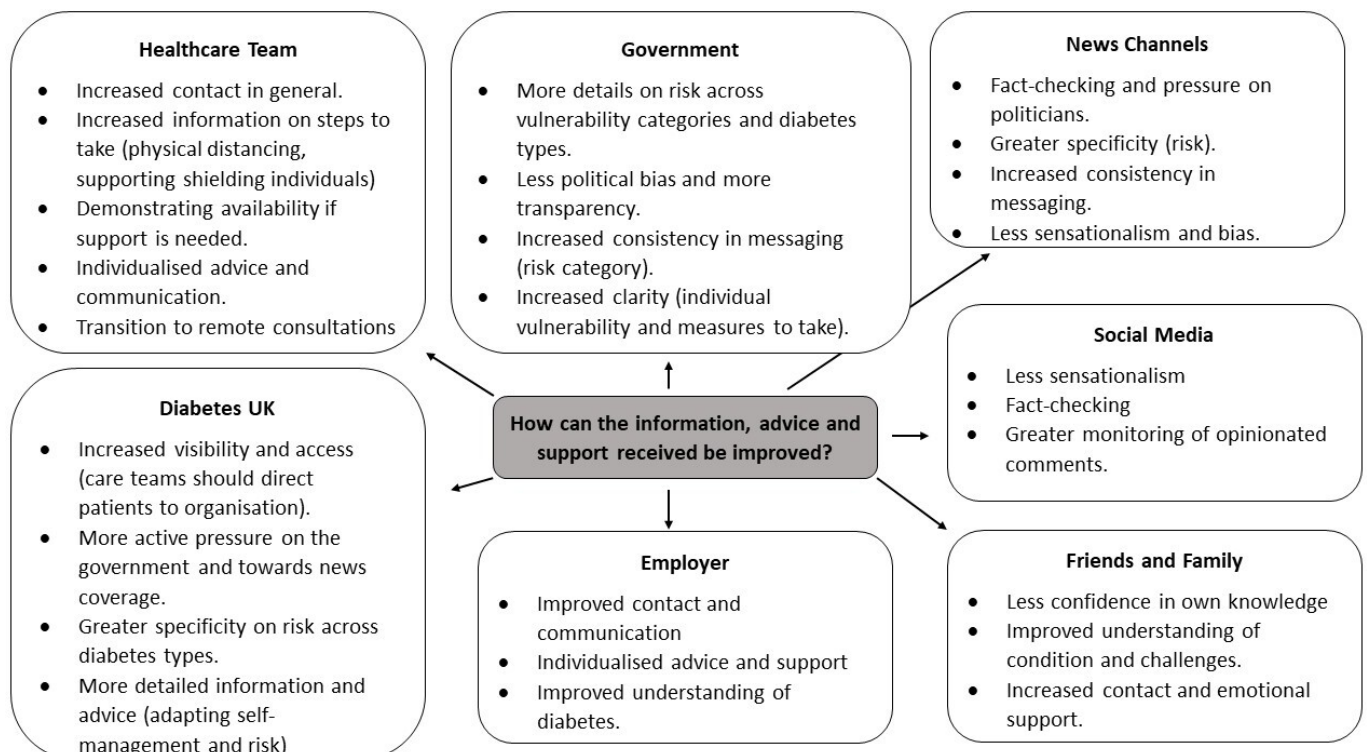 Healthcare Team
● Increased contact in general.
● Increased information on steps to
take (physical distancing,
supporting shielding individuals)
● Demonstrating availability if
support is needed.
● Individualised advice and
communication.
● Transition to remote consultations
Government
● More details on risk across
vulnerability categories and diabetes
types.
● Less political bias and more
transparency.
● Increased consistency in messaging
(risk category).
● Increased clarity (individual
vulnerability and measures to take).
News Channels
● Fact-checking and pressure on
politicians.
● Greater specificity (risk).
● Increased consistency in
messaging.
● Less sensationalism and bias.
Social Media
● Less sensationalism
● Fact-checking
● Greater monitoring of opinionated
comments.
How can the information, advice and
support received be improved?
Diabetes UK
● Increased visibility and access
(care teams should direct
patients to organisation).
● More active pressure on the
government and towards news
coverage.
● Greater specificity on risk across
diabetes types.
● More detailed information and
advice (adapting self-
management and risk)
Employer
● Improved contact and
communication
● Individualised advice and support
● Improved understanding of
diabetes.
Friends and Family
● Less confidence in own knowledge
● Improved understanding of
condition and challenges.
● Increased contact and emotional
support.